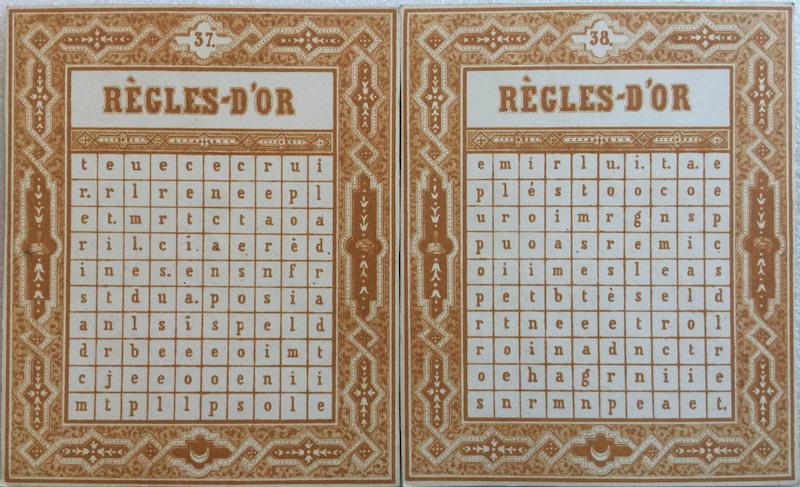 37.
RÈGLES-D'OR
t e u e c e c r u i
r. r l r e n e e p l
e t. m r t c t a o a
r i l. c i a e r è d
i n e s. e n s n f r
s t d u a. p o s i a
a n l s î s p e l d
d r b e e e o i m t
c j e e o o e n i i
m t p l l p s o l e
38.
RÈGLES-D'OR
e m i r l u. i. t. a. e
p l é s t o o c o e
u r o i m r g n s p
p u o a s r e m i c
o i i m e s l e a s
p e t b t è s e l d
r t n e e e t r o l
r o i n a d n c t r
o e h a g r n i i e
s n r m n p e a e t.